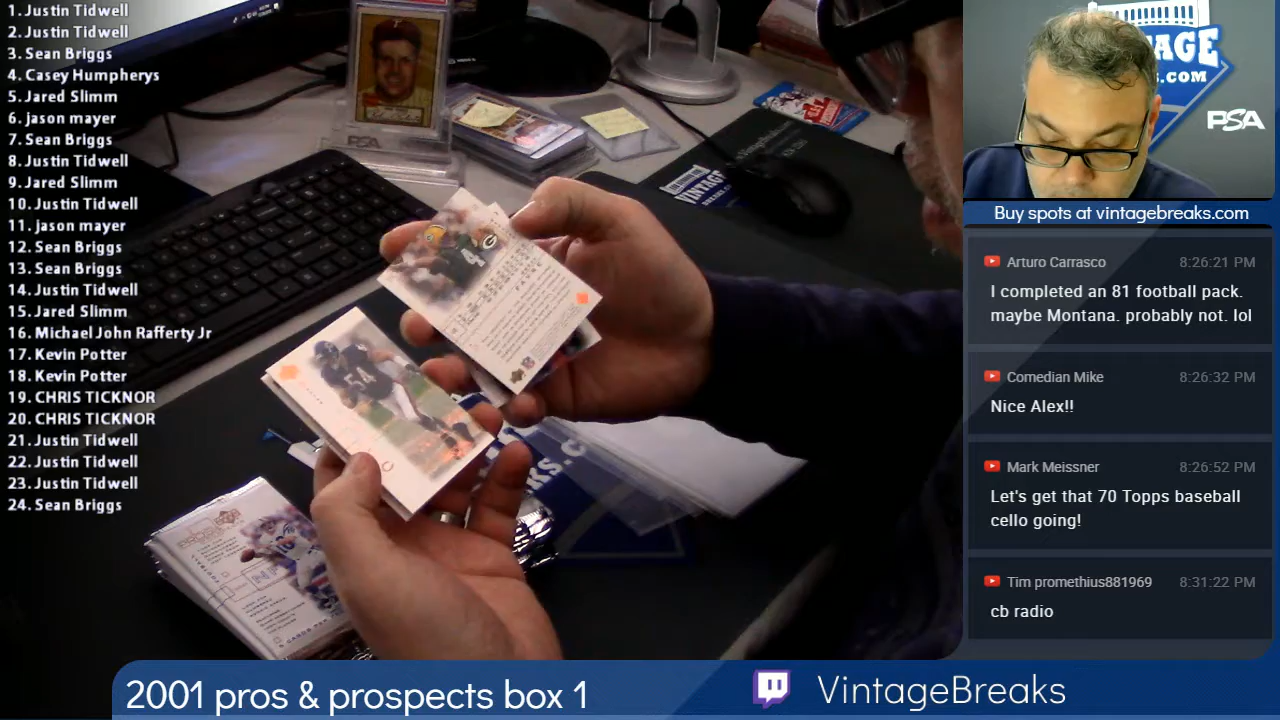 1. Justin Tidwell
2. Justin Tidwell
3. Sean Briggs
4. Casey Humpherys
5. Jared Slimm
6. jason mayer
7. Sean Briggs
8. Justin Tidwell
9. Jared Slimm
10. Justin Tidwell
11. jason mayer
12. Sean Briggs
13. Sean Briggs
14. Justin Tidwell
15. Jared Slimm
16. Michael John Rafferty Jr
17. Kevin Potter
18. Kevin Potter
19. CHRIS TICKNOR
20. CHRIS TICKNOR
21. Justin Tidwell
22. Justin Tidwell
23. Justin Tidwell
24. Sean Briggs
VINTAGE
54
4
G
C
PSA
.COM
Buy spots at vintagebreaks.com
Arturo Carrasco 8:26:21 PM
I completed an 81 football pack.
maybe Montana. probably not. lol
Comedian Mike 8:26:32 PM
Nice Alex!!
Mark Meissner 8:26:52 PM
Let's get that 70 Topps baseball
cello going!
Tim promethius881969 8:31:22 PM
cb radio
2001 pros & prospects box 1
VintageBreaks